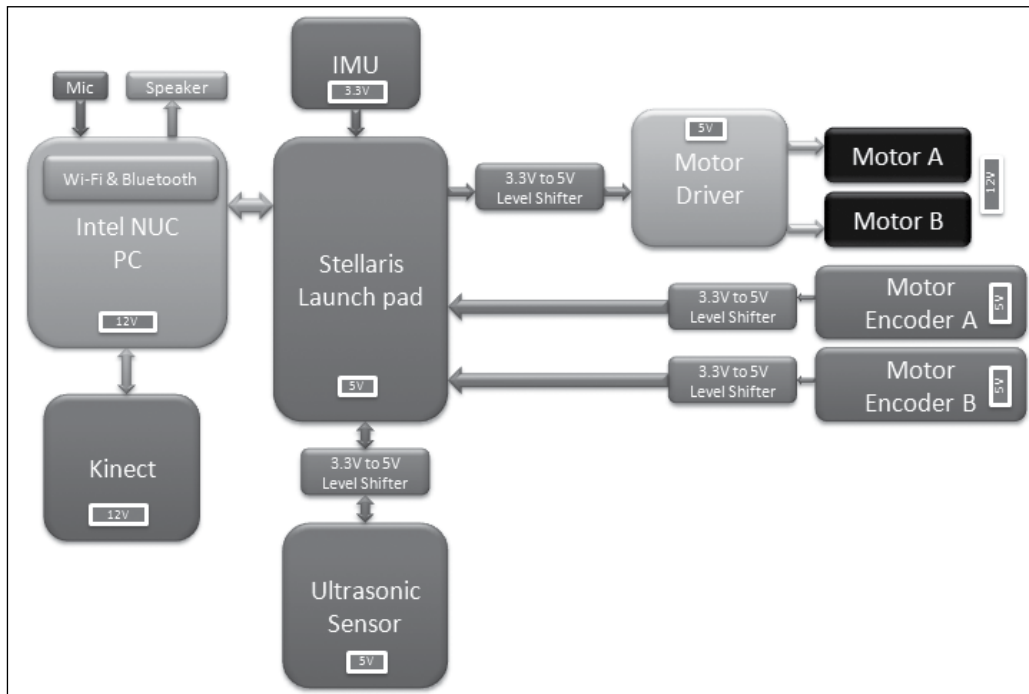 IMU
3.3V
Mic
Speaker
Wi-Fi & Bluetooth
Intel NUC
PC
12V
Stellaris
Launch pad
5V
3.3V to 5V
Level Shifter
5V
Motor
Driver
Motor A
Motor B
12V
3.3V to 5V
Level Shifter
Motor
Encoder A
5V
3.3V to 5V
Level Shifter
Motor
Encoder B
5V
Kinect
12V
3.3V to 5V
Level Shifter
Ultrasonic
Sensor
5V